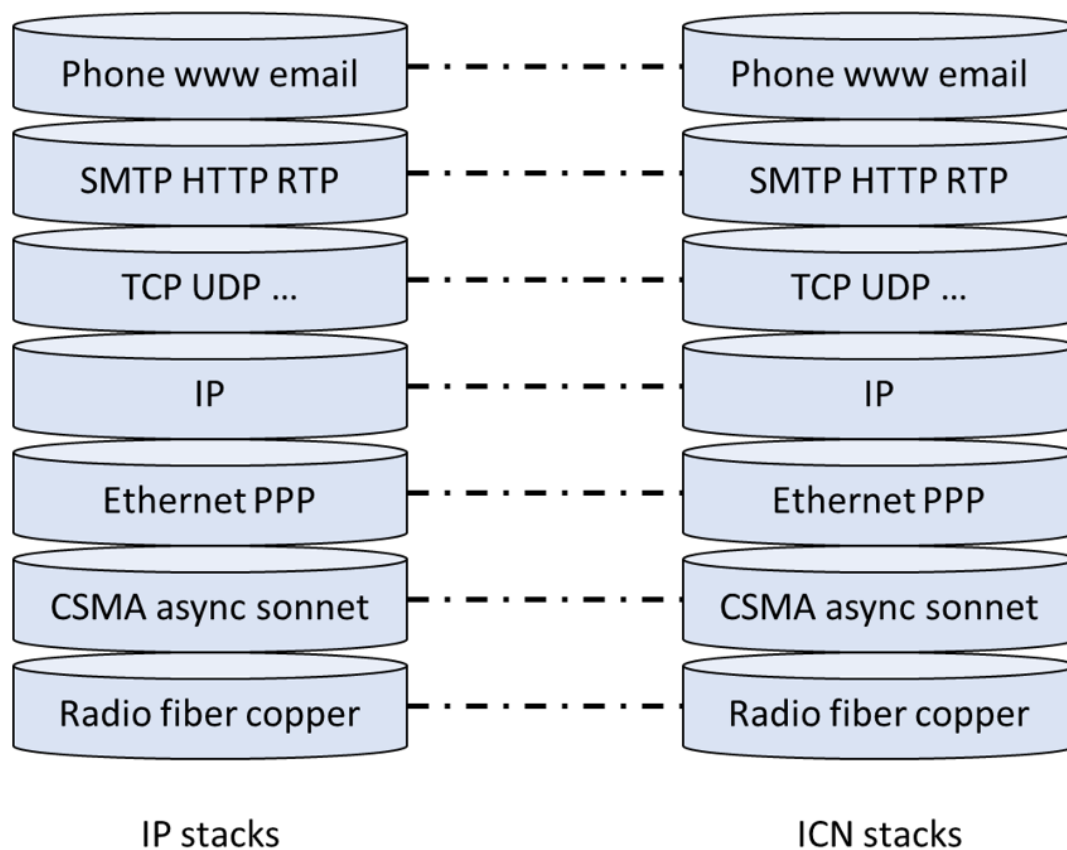 Phone www email
SMTP HTTP RTP
TCP UDP ...
IP
Ethernet PPP
CSMA async sonnet
Radio fiber copper
IP stacks
Phone www email
SMTP HTTP RTP
TCP UDP ...
IP
Ethernet PPP
CSMA async sonnet
Radio fiber copper
ICN stacks